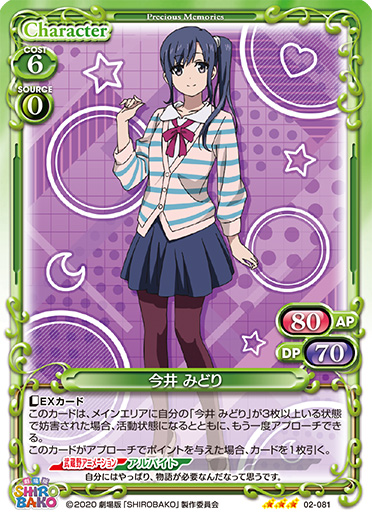 Precious Memories
Character
COST
6
SOURCE
0
80 AP
DP 70
今井 みどり
EXカード
このカードは、メインエリアに自分の「今井 みどり」が3枚以上いる状態
で妨害された場合、活動状態になるとともに、もう一度アプローチでき
る。
このカードがアプローチでポイントを与えた場合、カードを1枚引く。
武蔵野アニメーション アルバイト
自分にはやっぱり、物語が必要なんだなって思うです。
劇場版
SHIROBAKO
©2020 劇場版「SHIROBAKO」製作委員会 02-081